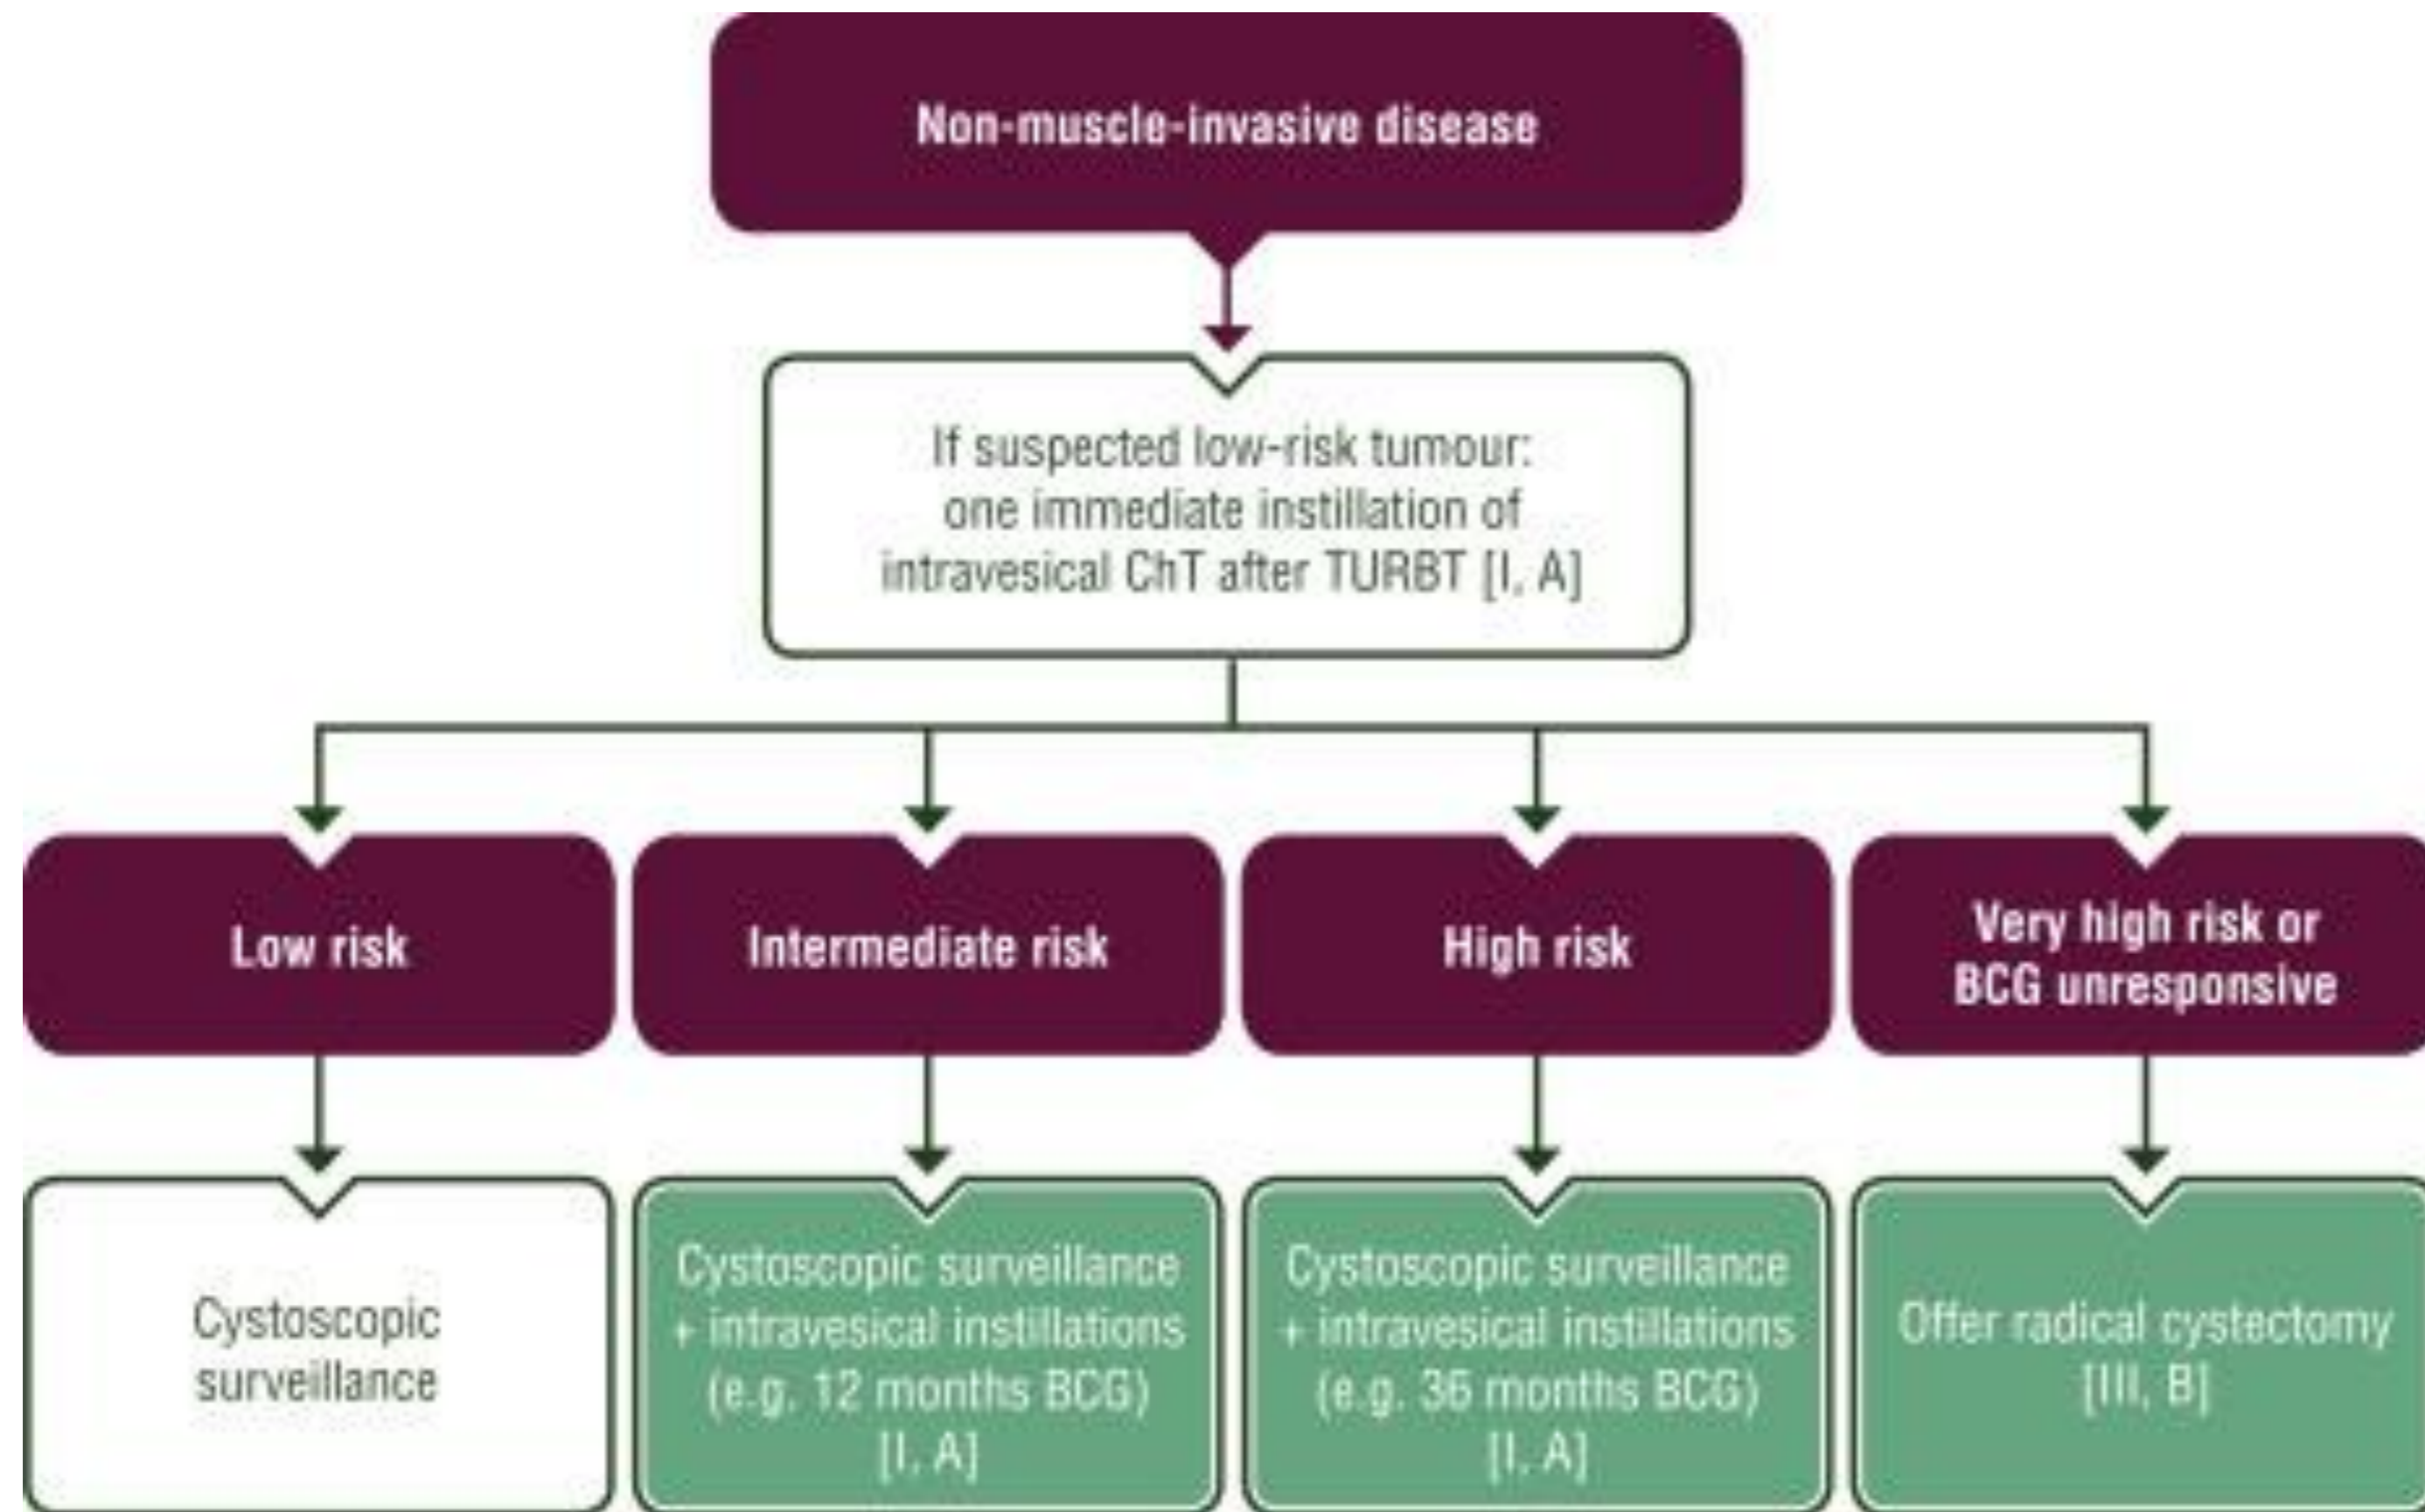 Non-muscle-invasive disease
If suspected low-risk tumour:
one immediate instillation of
intravesical ChT after TURBT [I, A]
Low risk
Intermediate risk
High risk
Very high risk or
BCG unresponsive
Cystoscopic
surveillance
Cystoscopic surveillance
+ intravesical instillations
(e.g. 12 months BCG)
[I, A]
Cystoscopic surveillance
+ intravesical instillations
(e.g. 36 months BCG)
[I, A]
Offer radical cystectomy
[III, B]